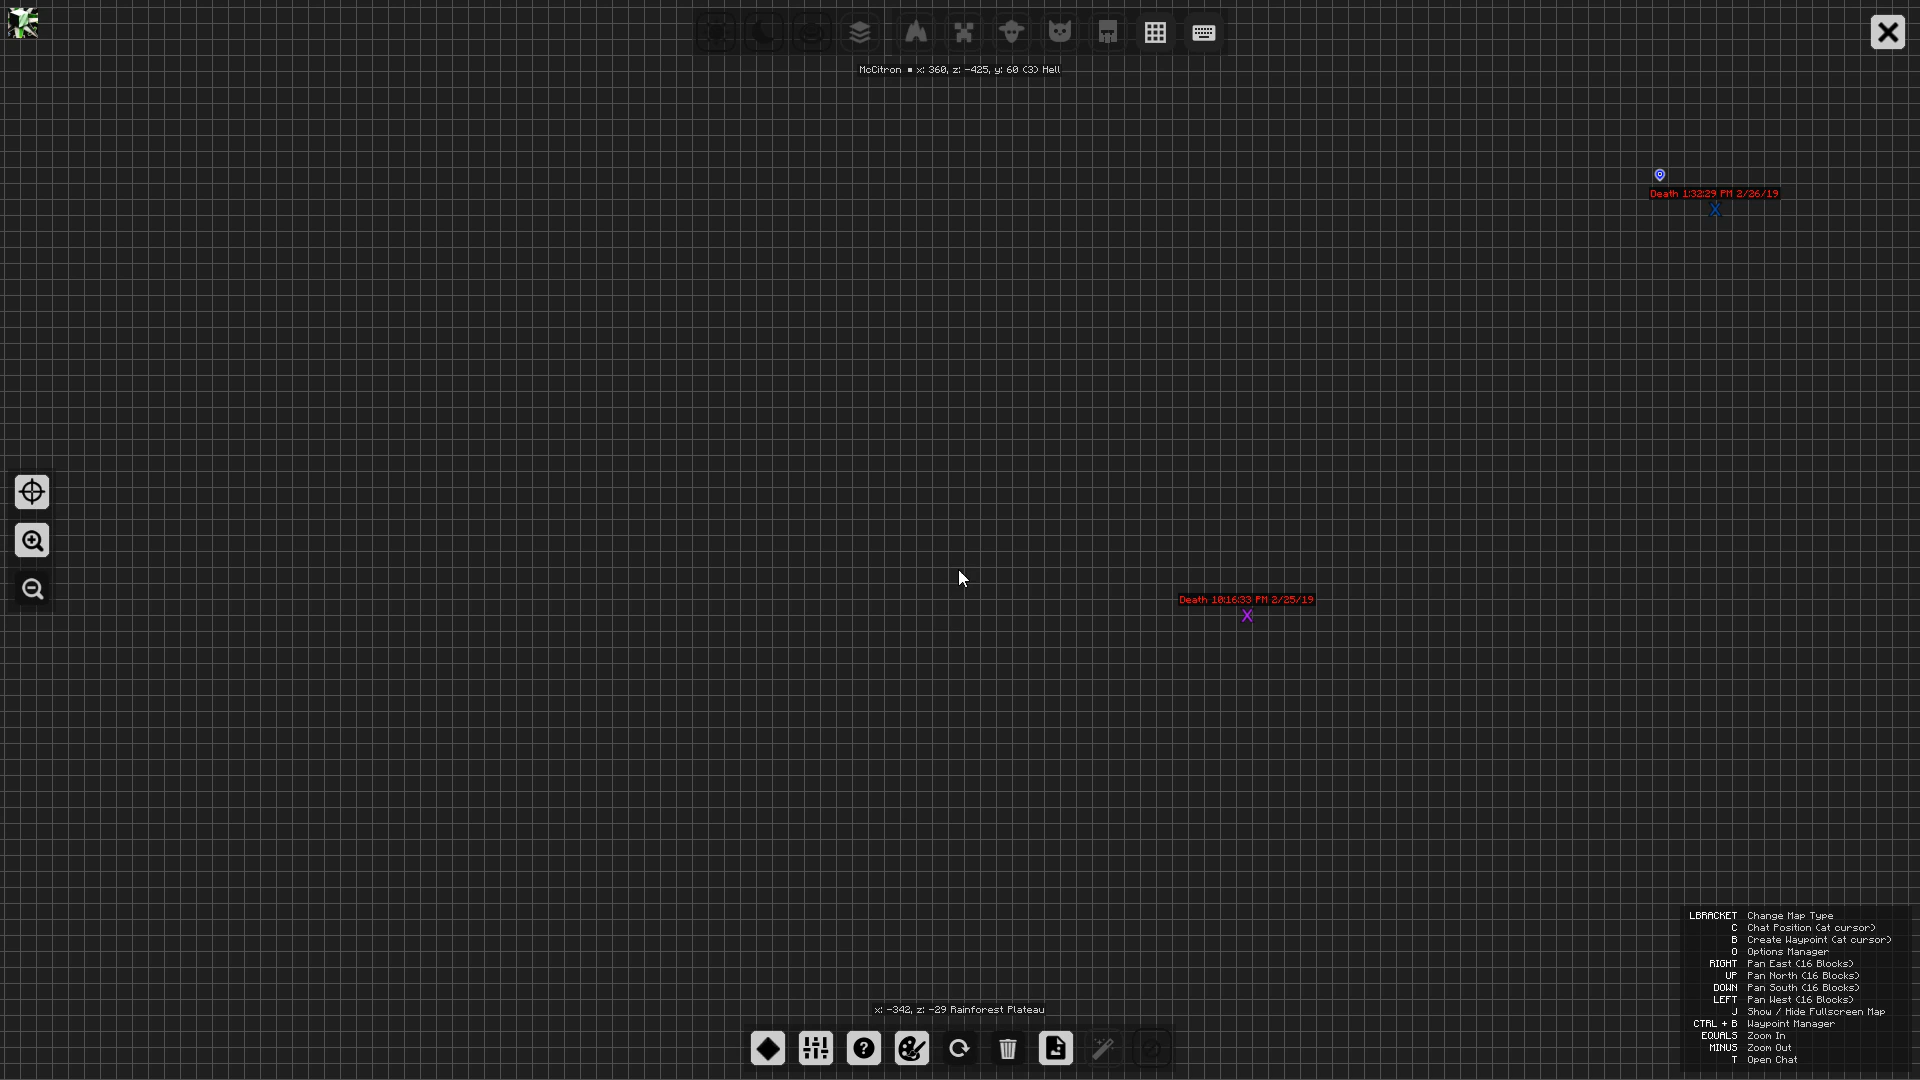 McCitron ■ x: 360, z: -425, y: 60 (3) Hell
Death 1:32:29 PM 2/26/19
X
Death 10:16:33 PM 2/25/19
X
LBRACKET Change Map Type
C Chat Position (at cursor)
B Create Waypoint (at cursor)
O Options Manager
RIGHT Pan East (16 Blocks)
UP Pan North (16 Blocks)
DOWN Pan South (16 Blocks)
LEFT Pan West (16 Blocks)
J Show / Hide Fullscreen Map
CTRL + B Waypoint Manager
EQUALS Zoom In
MINUS Zoom Out
T Open Chat
x: -342, z: -29 Rainforest Plateau